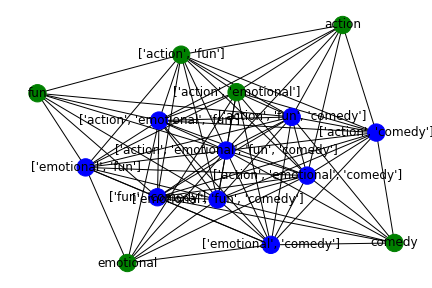 action
['action', 'fun']
fun
['action', 'emotional']
['action', 'emotional', 'fun']
['action', 'fun', 'comedy']
['action', 'comedy']
['action', 'emotional', 'fun', 'comedy']
['emotional', 'fun']
['action', 'emotional', 'comedy']
['fun', 'comedy']
['emotional', 'fun', 'comedy']
['emotional', 'comedy']
comedy
emotional